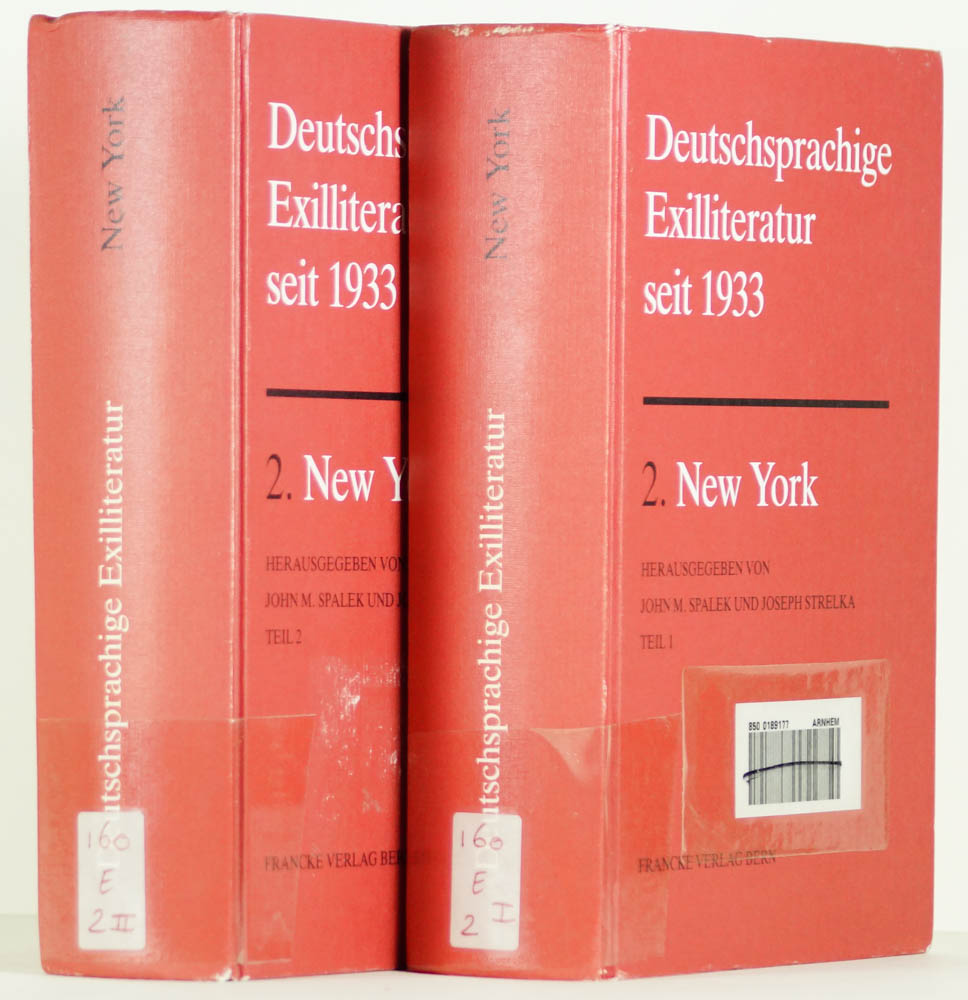 New York
Deutschsprachige Exilliteratur
160
E
2 II
Deutschs
Exillitera
seit 1933
2. New Y
HERAUSGEGEBEN VON
JOHN M. SPALEK UND J
TEIL 2
FRANCKE VERLAG BER
New York
Deutschsprachige Exilliteratur
160
E
2 I
Deutschsprachige
Exilliteratur
seit 1933
2. New York
HERAUSGEGEBEN VON
JOHN M. SPALEK UND JOSEPH STRELKA
TEIL 1
850 0189177 ARNHEM
FRANCKE VERLAG BERN